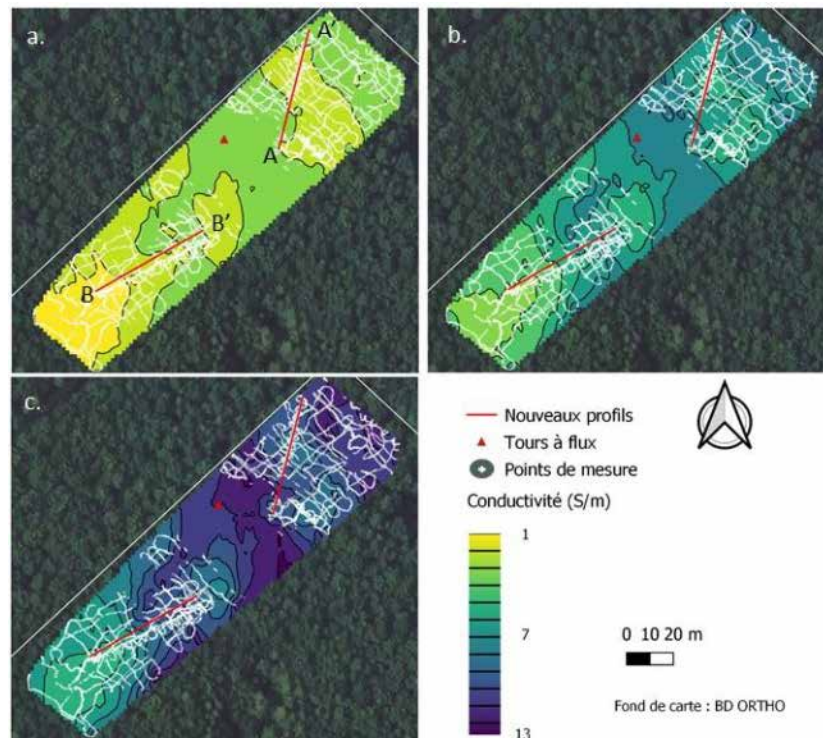 a.
A'
A
B'
B
b.
c.
Nouveaux profils
Tours à flux
Points de mesure
Conductivité (S/m)
1
7
13
0 10 20 m
Fond de carte : BD ORTHO